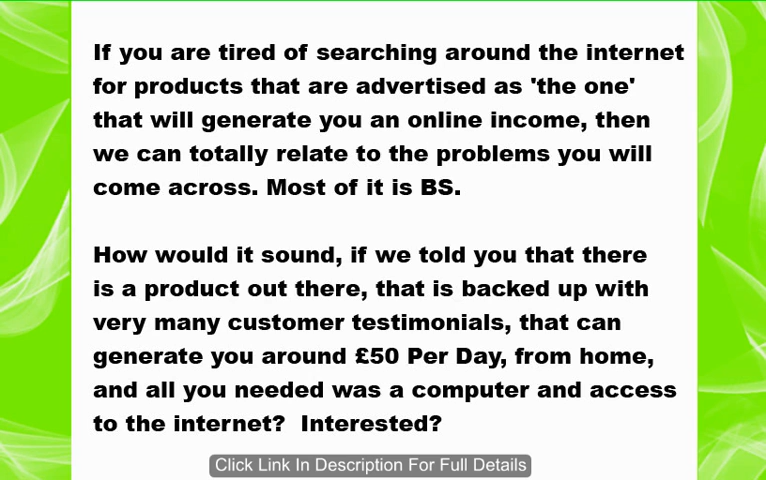 If you are tired of searching around the internet
for products that are advertised as 'the one'
that will generate you an online income, then
we can totally relate to the problems you will
come across. Most of it is BS.
How would it sound, if we told you that there
is a product out there, that is backed up with
very many customer testimonials, that can
generate you around £50 Per Day, from home,
and all you needed was a computer and access
to the internet?  Interested?
Click Link In Description For Full Details